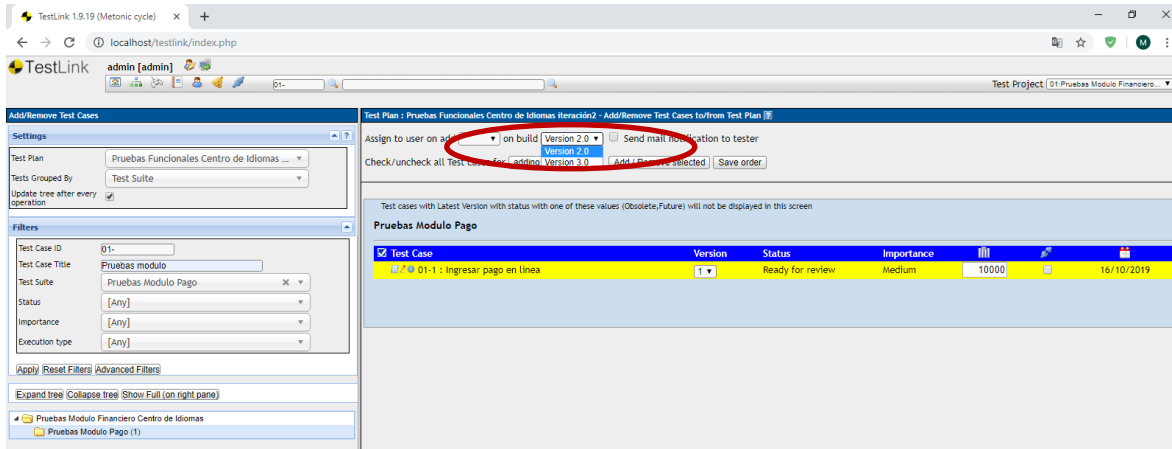 TestLink 1.9.19 (Metonic cycle)
localhost/testlink/index.php
M
TestLink admin [admin]
01-
Test Project 01:Pruebas Modulo Financiero...
Add/Remove Test Cases
Settings
?
Test Plan Pruebas Funcionales Centro de Idiomas ...
Tests Grouped By Test Suite
Update tree after every
operation
Filters
Test Case ID 01-
Test Case Title Pruebas modulo
Test Suite Pruebas Modulo Pago
Status [Any]
Importance [Any]
Execution type [Any]
Apply Reset Filters Advanced Filters
Expand tree Collapse tree Show Full (on right pane)
Pruebas Modulo Financiero Centro de Idiomas
Pruebas Modulo Pago (1)
Test Plan : Pruebas Funcionales Centro de Idiomas iteración2 - Add/Remove Test Cases to/from Test Plan ?
Assign to user on add on build Version 2.0 Send mail notification to tester
Version 2.0
Version 3.0
Check/uncheck all Test cases for adding Add / Remove selected Save order
Test cases with Latest Version with status with one of these values (Obsolete,Future) will not be displayed in this screen
Pruebas Modulo Pago
Test Case Version Status Importance
01-1 : Ingresar pago en linea 1 Ready for review Medium 10000 16/10/2019